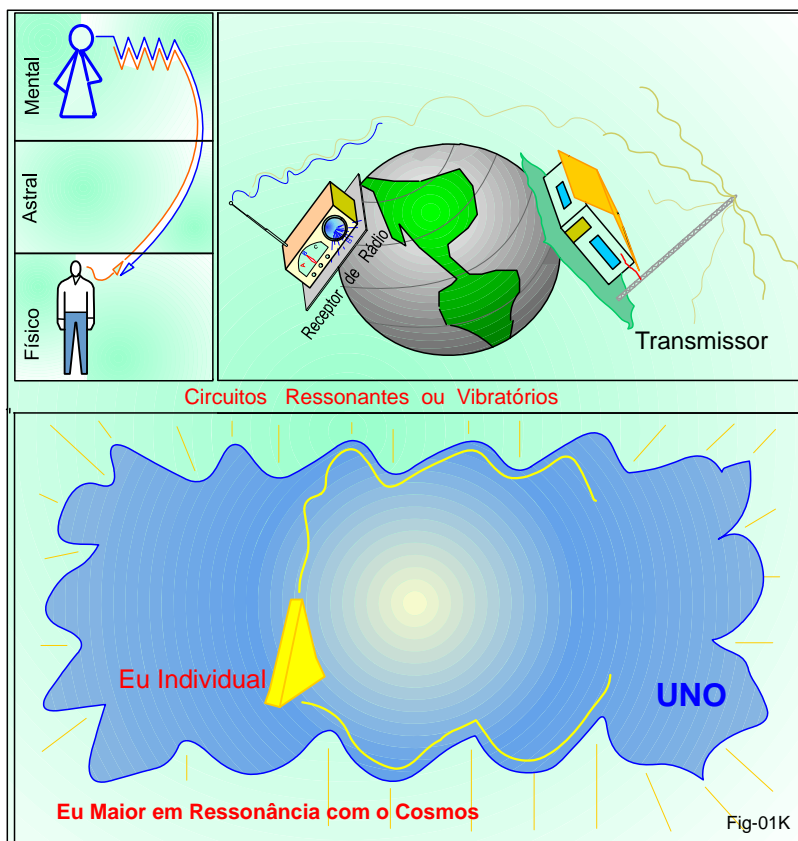 Mental
Astral
Físico
Receptor de Rádio
Transmissor
Circuitos Ressonantes ou Vibratórios
Eu Individual
UNO
Eu Maior em Ressonância com o Cosmos
Fig-01K